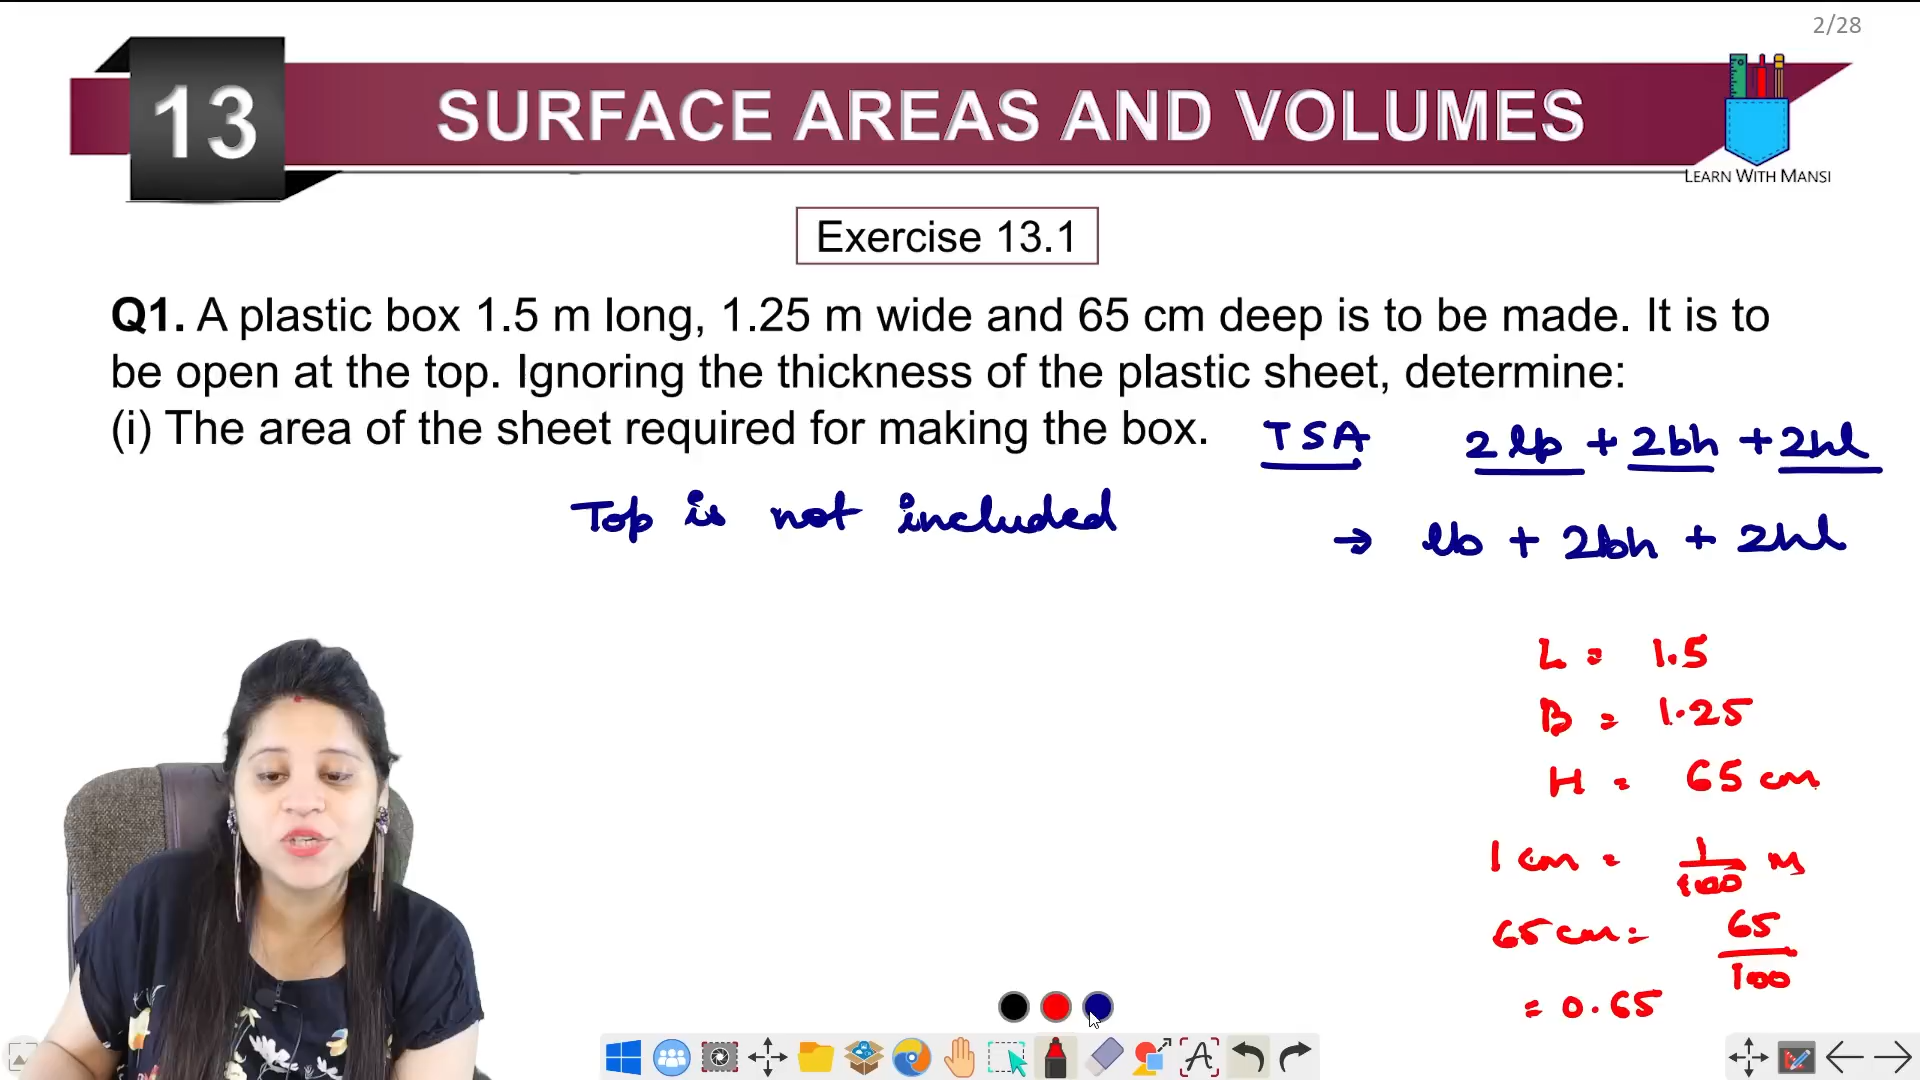 2/28
13
SURFACE AREAS AND VOLUMES
LEARN WITH MANSI
Exercise 13.1
Q1. A plastic box 1.5 m long, 1.25 m wide and 65 cm deep is to be made. It is to
be open at the top. Ignoring the thickness of the plastic sheet, determine:
(i) The area of the sheet required for making the box.
TSA 2lb + 2bh + 2hl
Top is not included
→ lb + 2bh + 2hl
L = 1.5
B = 1.25
H = 65 cm
1 cm = 1/100 m
65 cm = 65/100
= 0.65